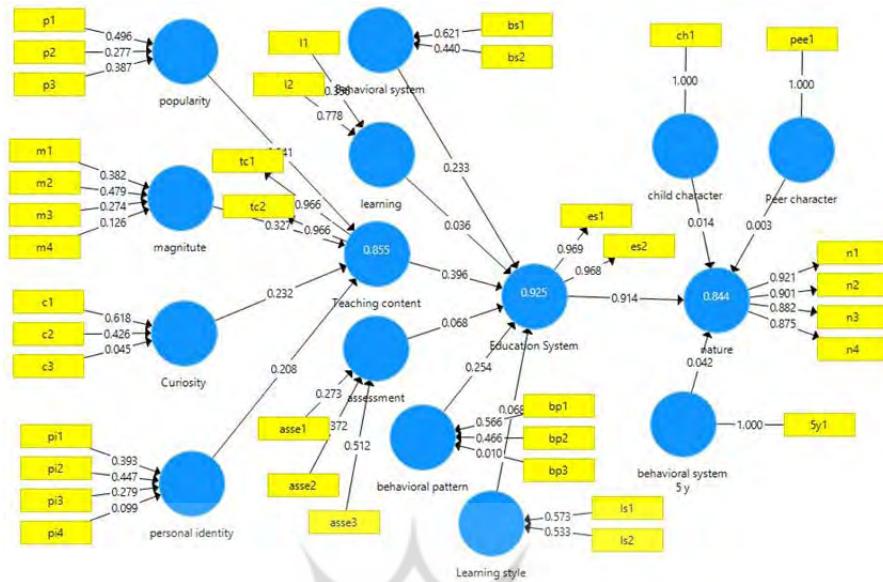 p1
p2
p3
0.496
0.277
0.387
popularity
m1
m2
m3
m4
0.382
0.479
0.274
0.126
magnitute
0.327
c1
c2
c3
0.618
0.426
0.045
Curiosity
0.232
pi1
pi2
pi3
pi4
0.393
0.447
0.279
0.099
personal identity
0.208
l1
l2
0.778
learning
0.036
bs1
bs2
0.621
0.440
Behavioral system
0.233
tc1
tc2
0.966
0.966
0.855
Teaching content
0.396
assessment
0.068
asse1
asse2
asse3
0.273
0.512
bp1
bp2
bp3
0.566
0.466
0.010
behavioral pattern
0.254
ls1
ls2
0.573
0.533
Learning style
0.068
es1
es2
0.969
0.968
0.925
Education System
0.914
ch1
1.000
child character
0.014
pee1
1.000
Peer character
0.003
n1
n2
n3
n4
0.921
0.901
0.882
0.875
0.844
nature
0.042
5y1
1.000
behavioral system
5 y